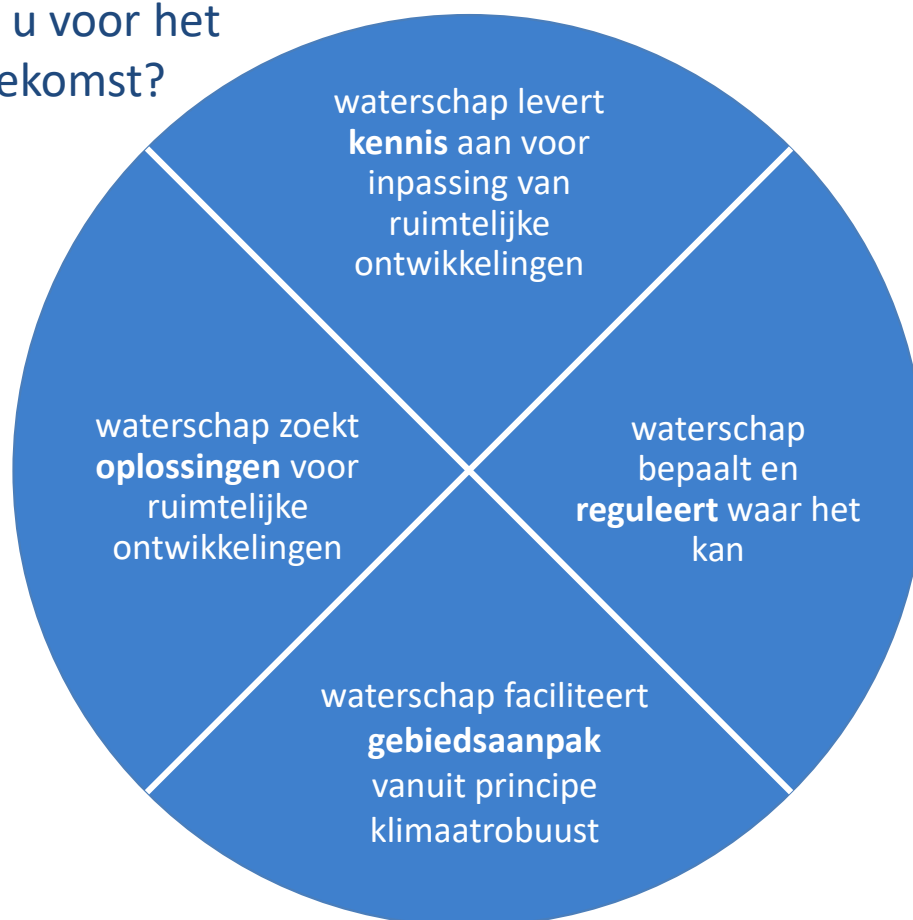 u voor het
ekomst?
waterschap levert
kennis aan voor
inpassing van
ruimtelijke
ontwikkelingen
waterschap zoekt
oplossingen voor
ruimtelijke
ontwikkelingen
waterschap
bepaalt en
reguleert waar het
kan
waterschap faciliteert
gebiedsaanpak
vanuit principe
klimaatrobuust